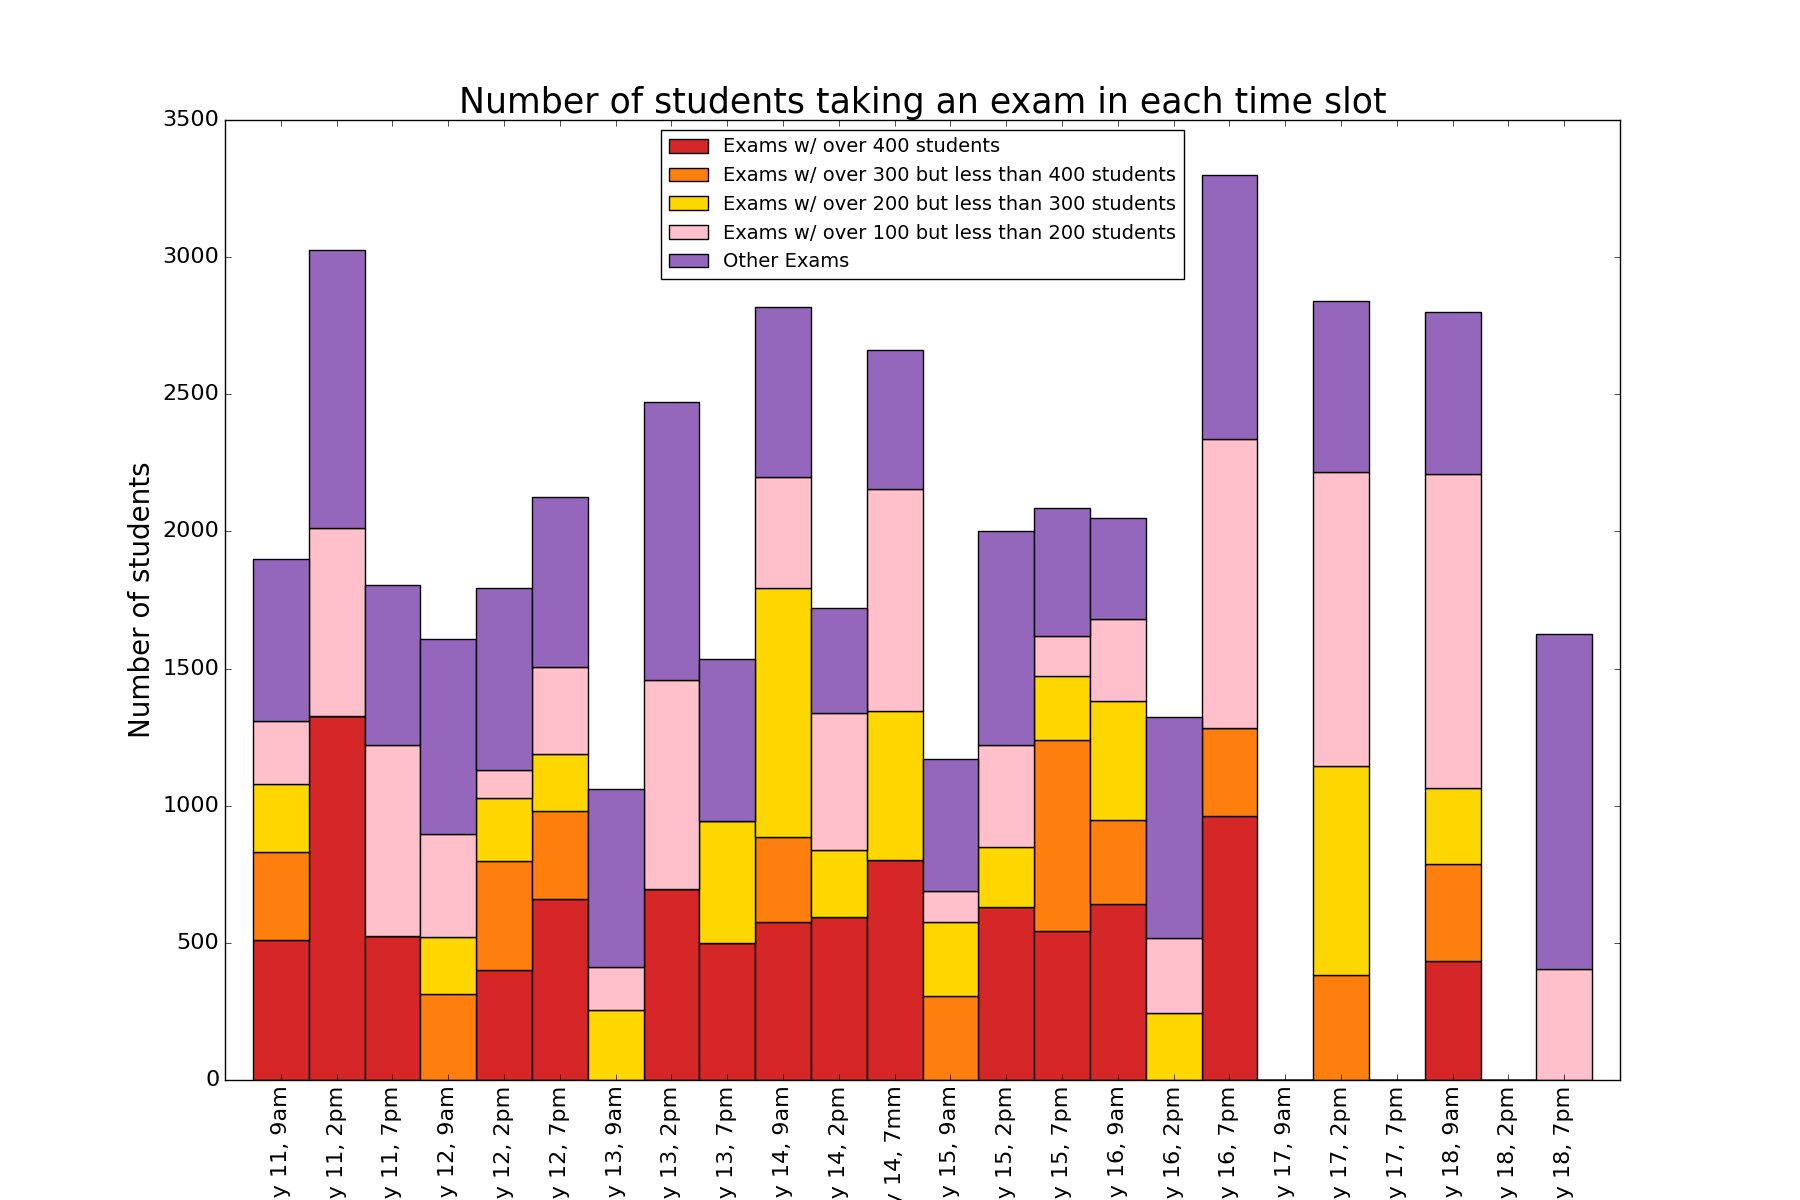 Number of students taking an exam in each time slot
Exams w/ over 400 students
Exams w/ over 300 but less than 400 students
Exams w/ over 200 but less than 300 students
Exams w/ over 100 but less than 200 students
Other Exams
Number of students
3500
3000
2500
2000
1500
1000
500
0
y 11, 9am
y 11, 2pm
y 11, 7pm
y 12, 9am
y 12, 2pm
y 12, 7pm
y 13, 9am
y 13, 2pm
y 13, 7pm
y 14, 9am
y 14, 2pm
y 14, 7mm
y 15, 9am
y 15, 2pm
y 15, 7pm
y 16, 9am
y 16, 2pm
y 16, 7pm
y 17, 9am
y 17, 2pm
y 17, 7pm
y 18, 9am
y 18, 2pm
y 18, 7pm